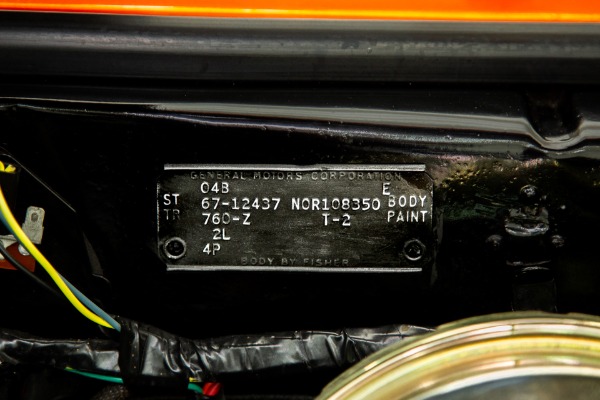 GENERAL MOTORS CORPORATION
04B E
ST 67-12437 NOR108350 BODY
TR 760-Z T-2 PAINT
2L
4P
BODY BY FISHER